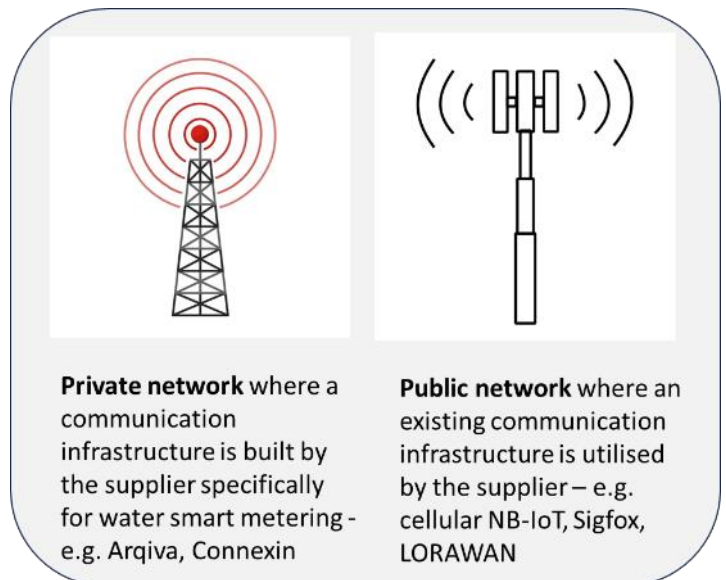 Private network where a
communication
infrastructure is built by
the supplier specifically
for water smart metering -
e.g. Arqiva, Connexin
Public network where an
existing communication
infrastructure is utilised
by the supplier – e.g.
cellular NB-IoT, Sigfox,
LORAWAN